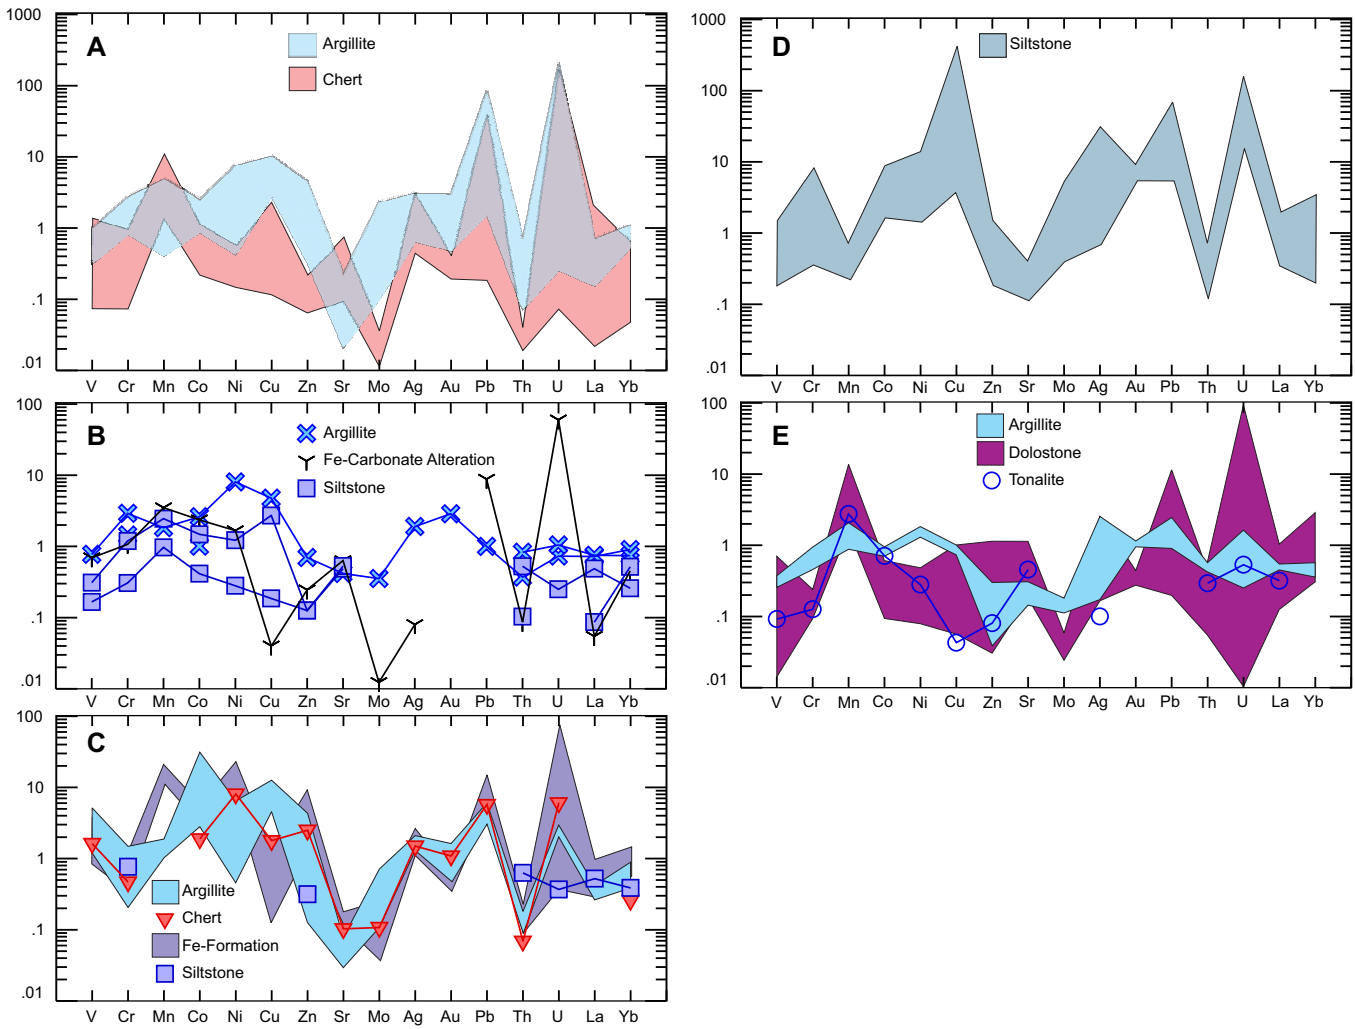 A
1000
100
10
1
.1
.01
Argillite
Chert
V Cr Mn Co Ni Cu Zn Sr Mo Ag Au Pb Th U La Yb
D
1000
100
10
1
.1
.01
Siltstone
V Cr Mn Co Ni Cu Zn Sr Mo Ag Au Pb Th U La Yb
B
100
10
1
.1
.01
Argillite
Fe-Carbonate Alteration
Siltstone
V Cr Mn Co Ni Cu Zn Sr Mo Ag Au Pb Th U La Yb
E
100
10
1
.1
.01
Argillite
Dolostone
Tonalite
V Cr Mn Co Ni Cu Zn Sr Mo Ag Au Pb Th U La Yb
C
100
10
1
.1
.01
Argillite
Chert
Fe-Formation
Siltstone
V Cr Mn Co Ni Cu Zn Sr Mo Ag Au Pb Th U La Yb